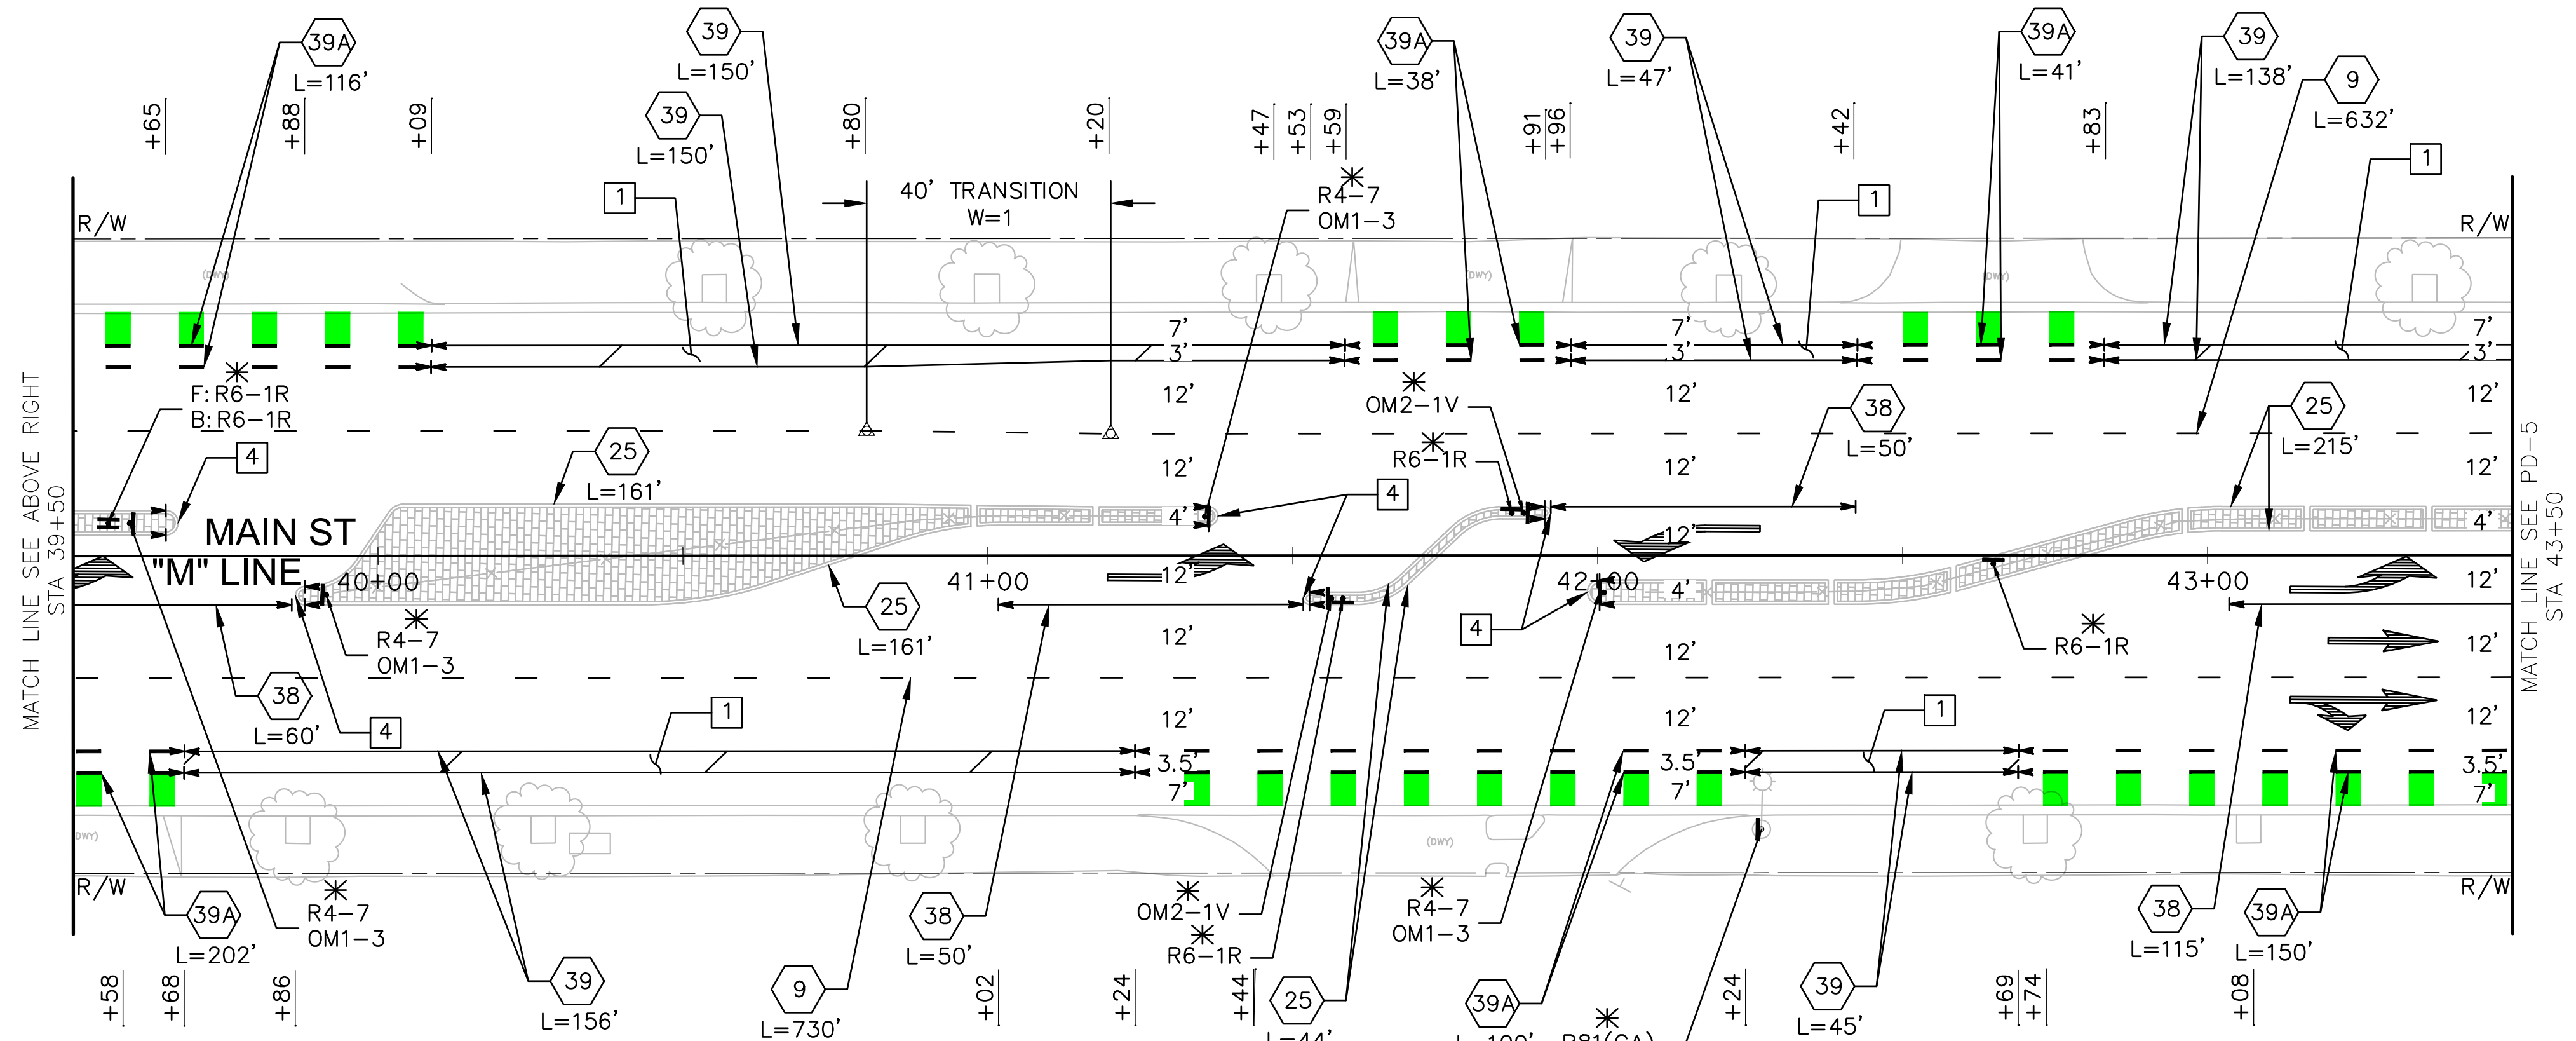 39A
L=116'
39
L=150'
39
L=150'
39A
L=38'
39
L=47'
39A
L=41'
39
L=138'
9
L=632'
+65
+88
+09
+80
+20
+47
+53
+59
+91
+96
+42
+83
1
40' TRANSITION
W=1
R4-7
OM1-3
1
1
R/W
R/W
(DWY)
(DWY)
(DWY)
7'
3'
12'
12'
4'
12'
12'
12'
3.5'
7'
7'
3'
12'
12'
12'
4'
12'
12'
3.5'
7'
7'
3'
12'
12'
4'
12'
12'
12'
3.5'
7'
F: R6-1R
B: R6-1R
4
25
L=161'
OM2-1V
R6-1R
38
L=50'
25
L=215'
4
MATCH LINE SEE ABOVE RIGHT
STA 39+50
MAIN ST
"M" LINE
40+00
41+00
42+00
43+00
MATCH LINE SEE PD-5
STA 43+50
R4-7
OM1-3
25
L=161'
4
R6-1R
38
L=60'
4
1
1
(DWY)
(DWY)
R/W
R/W
39A
L=202'
R4-7
OM1-3
39
L=156'
9
L=730'
38
L=50'
OM2-1V
R6-1R
25
L=44'
R4-7
OM1-3
39A
39
L=45'
38
L=115'
39A
L=150'
+58
+68
+86
+02
+24
+44
+24
+69
+74
+08